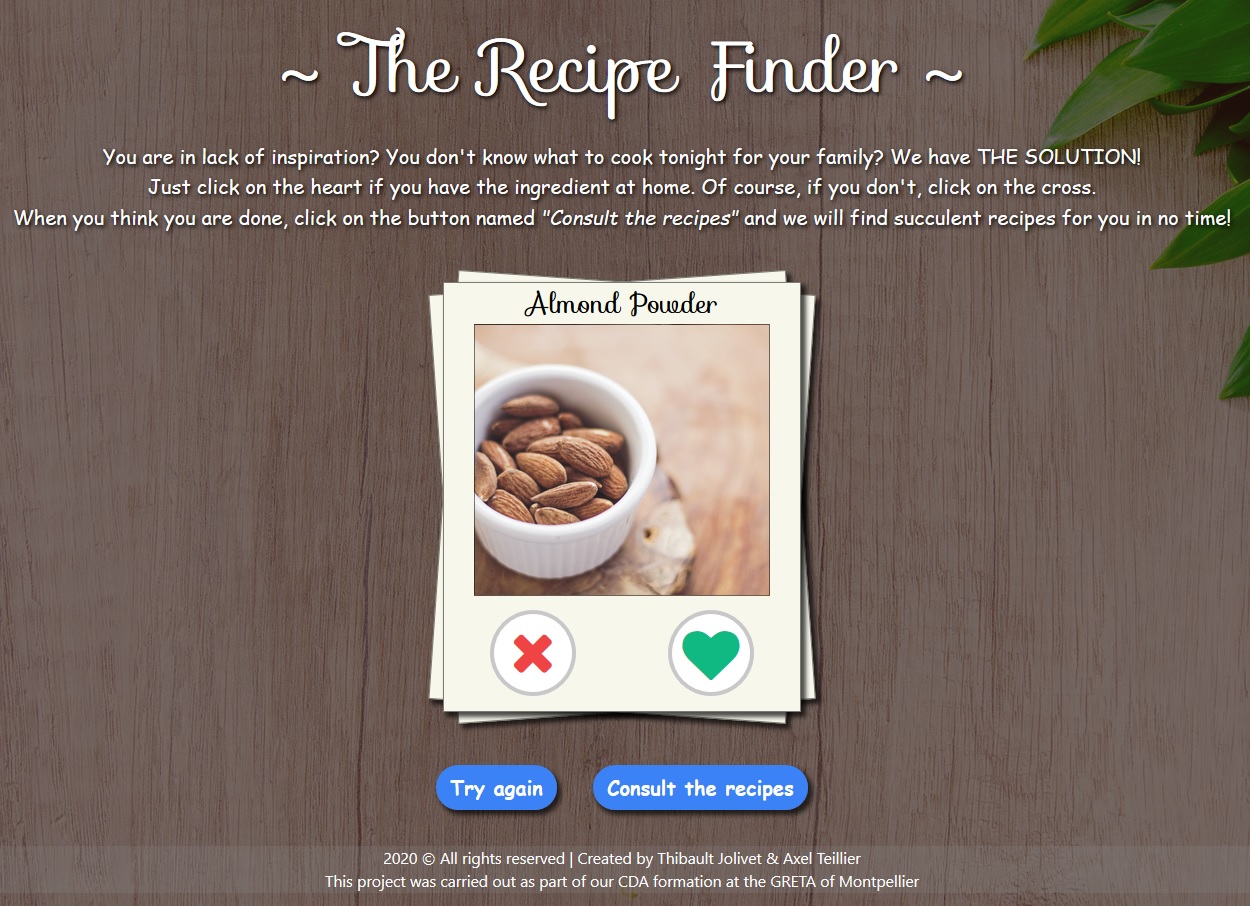 ~ The Recipe Finder ~
You are in lack of inspiration? You don't know what to cook tonight for your family? We have THE SOLUTION!
Just click on the heart if you have the ingredient at home. Of course, if you don't, click on the cross.
When you think you are done, click on the button named "Consult the recipes" and we will find succulent recipes for you in no time!
Almond Powder
Try again
Consult the recipes
2020 © All rights reserved | Created by Thibault Jolivet & Axel Teillier
This project was carried out as part of our CDA formation at the GRETA of Montpellier